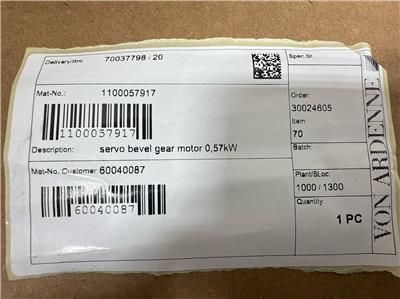 Delivery/Itm: 70037798 / 20
Spec.St.:
Mat-No.: 1100057917
1100057917
Description: servo bevel gear motor 0,57kW
Mat-No. Customer: 60040087
60040087
Order:
30024605
Item:
70
Batch:
Plant/SLoc:
1000 / 1300
Quantity:
1 PC
VON ARDENNE